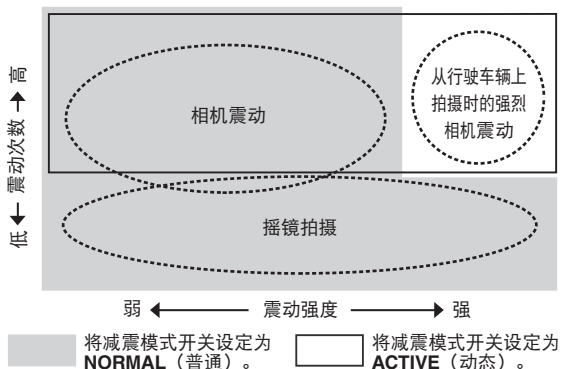 从行驶车辆上
拍摄时的强烈
相机震动
相机震动
摇镜拍摄
低 ← 震动次数 → 高
弱 ← 震动强度 → 强
将减震模式开关设定为
NORMAL（普通）。
将减震模式开关设定为
ACTIVE（动态）。